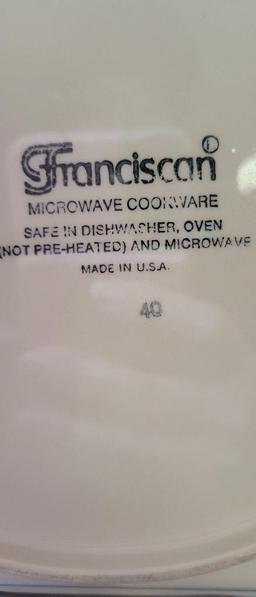 Franciscan
MICROWAVE COOKWARE
SAFE IN DISHWASHER, OVEN
(NOT PRE-HEATED) AND MICROWAVE
MADE IN U.S.A.
40